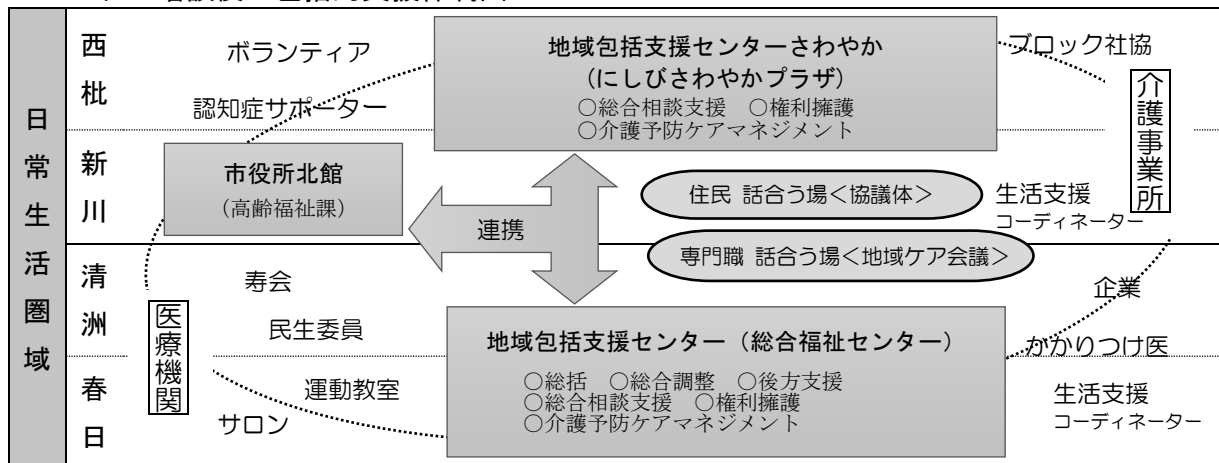 日常生活圏域
西枇
新川
清洲
春日
ボランティア
認知症サポーター
地域包括支援センターさわやか
(にしびさわやかプラザ)
○総合相談支援 ○権利擁護
○介護予防ケアマネジメント
ブロック社協
介護事業所
市役所北館
(高齢福祉課)
連携
住民 話合う場<協議体>
専門職 話合う場<地域ケア会議>
生活支援
コーディネーター
寿会
民生委員
医療機関
運動教室
サロン
地域包括支援センター(総合福祉センター)
○総括 ○総合調整 ○後方支援
○総合相談支援 ○権利擁護
○介護予防ケアマネジメント
企業
かかりつけ医
生活支援
コーディネーター